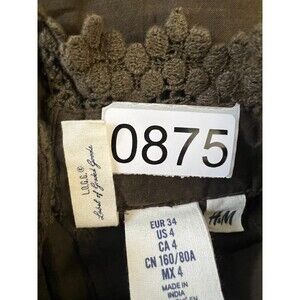 0875
L.O.G.G.®
Label of Graded Goods
H&M
EUR 34
US 4
CA 4
CN 160/80A
MX 4
MADE IN
INDIA